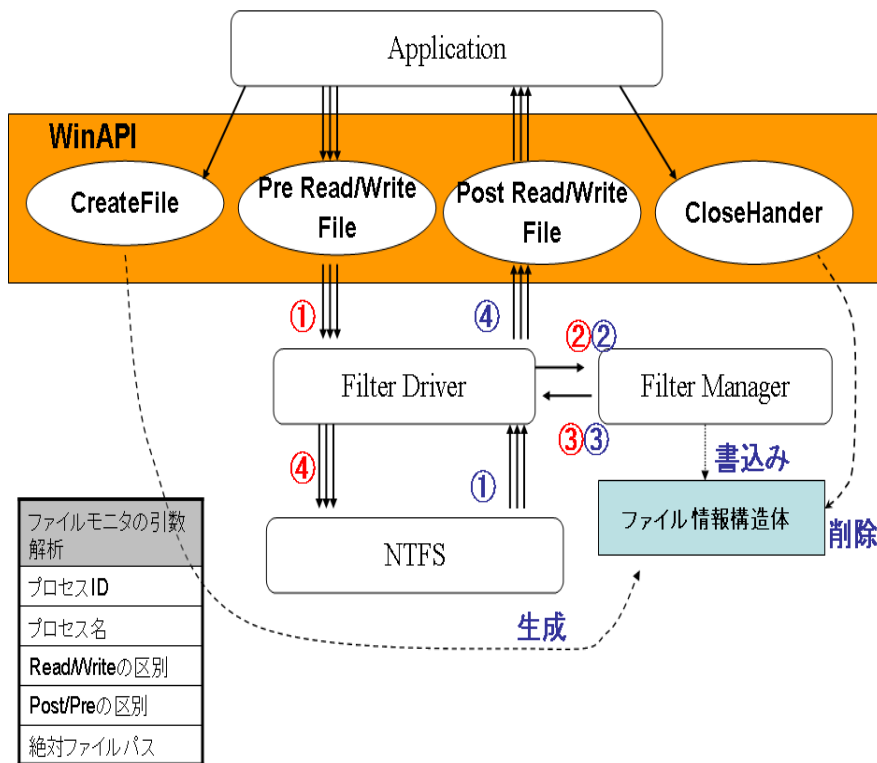 Application
WinAPI
CreateFile
Pre Read/Write
File
Post Read/Write
File
CloseHander
①
④
②②
Filter Driver
Filter Manager
③③
④
①
書込み
ファイル情報構造体
削除
NTFS
生成
ファイルモニタの引数
解析
プロセスID
プロセス名
Read/Writeの区別
Post/Preの区別
絶対ファイルパス